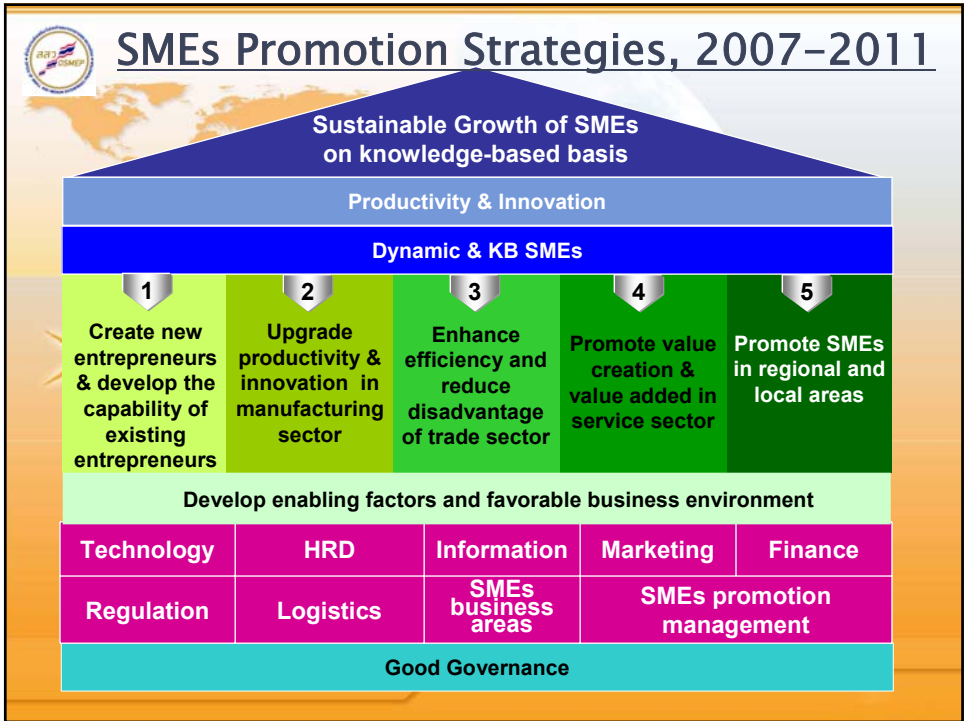 สสว
OSMEP
SMEs Promotion Strategies, 2007-2011
Sustainable Growth of SMEs
on knowledge-based basis
Productivity & Innovation
Dynamic & KB SMEs
1
Create new
entrepreneurs
& develop the
capability of
existing
entrepreneurs
2
Upgrade
productivity &
innovation in
manufacturing
sector
3
Enhance
efficiency and
reduce
disadvantage
of trade sector
4
Promote value
creation &
value added in
service sector
5
Promote SMEs
in regional and
local areas
Develop enabling factors and favorable business environment
Technology
HRD
Information
Marketing
Finance
Regulation
Logistics
SMEs
business
areas
SMEs promotion
management
Good Governance